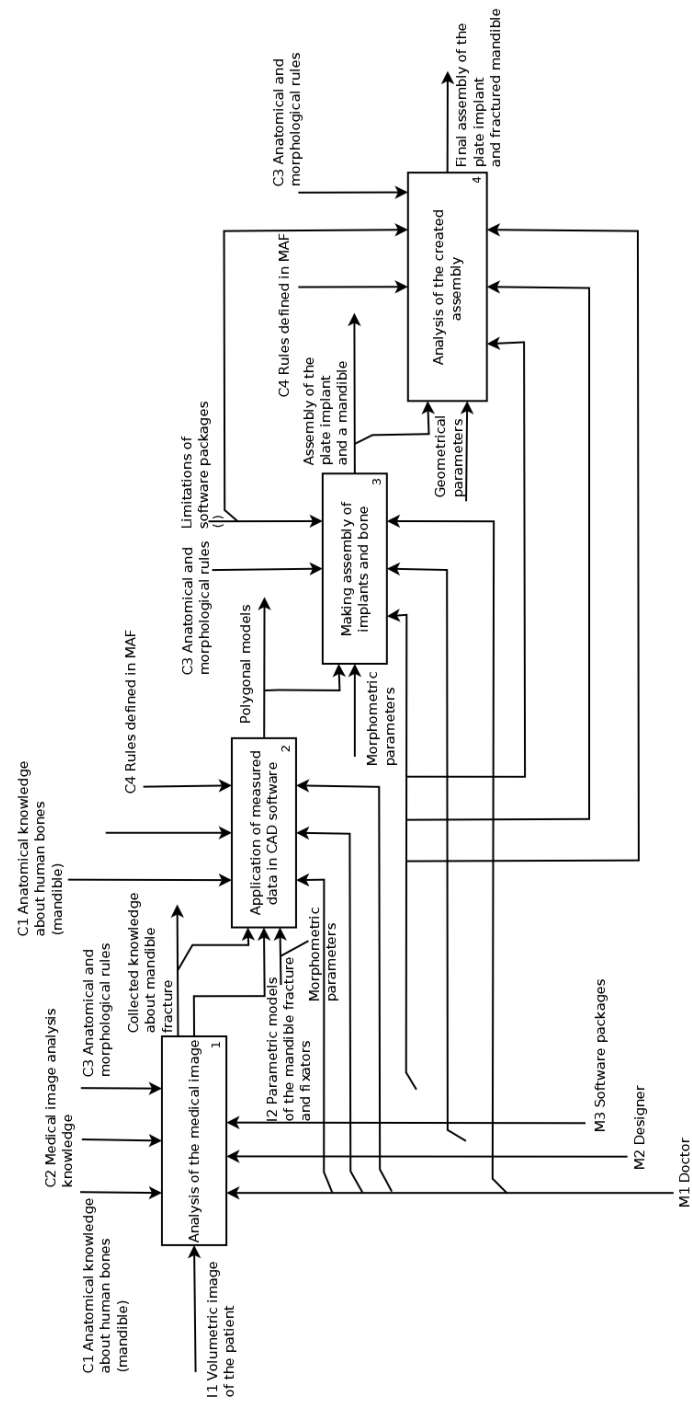 I1 Volumetric image
of the patient
C1 Anatomical knowledge
about human bones
(mandible)
C2 Medical image analysis
knowledge
C3 Anatomical and
morphological rules
Analysis of the medical image
1
Collected knowledge
about mandible
fracture
I2 Parametric models
of the mandible fracture
and fixators
Morphometric
parameters
C1 Anatomical knowledge
about human bones
(mandible)
C4 Rules defined in MAF
Application of measured
data in CAD software
2
Polygonal models
Morphometric
parameters
C3 Anatomical and
morphological rules
Limitations of
software packages
()
Making assembly of
implants and bone
3
Assembly of the
plate implant
and a mandible
Geometrical
parameters
C4 Rules defined in MAF
C3 Anatomical and
morphological rules
Analysis of the created
assembly
4
Final assembly of the
plate implant
and fractured mandible
M3 Software packages
M2 Designer
M1 Doctor